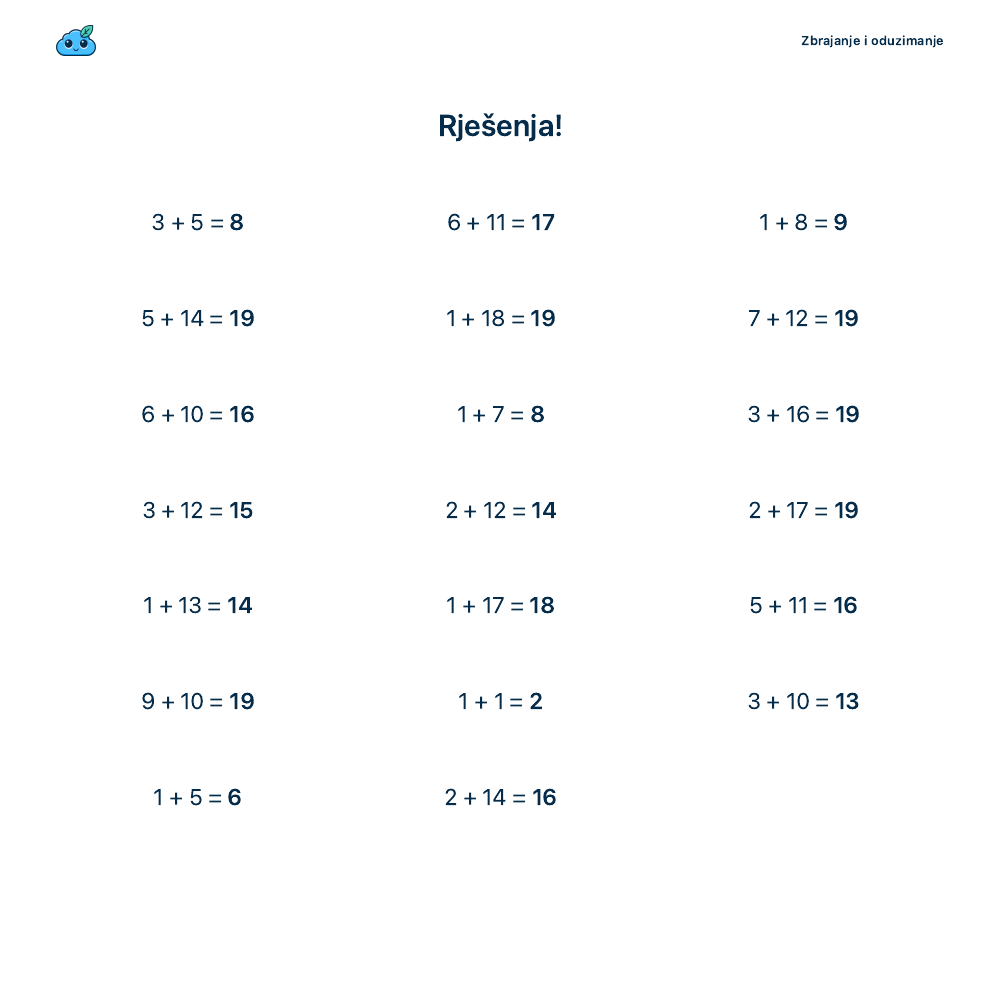 Zbrajanje i oduzimanje
Rješenja!
3 + 5 = 8
6 + 11 = 17
1 + 8 = 9
5 + 14 = 19
1 + 18 = 19
7 + 12 = 19
6 + 10 = 16
1 + 7 = 8
3 + 16 = 19
3 + 12 = 15
2 + 12 = 14
2 + 17 = 19
1 + 13 = 14
1 + 17 = 18
5 + 11 = 16
9 + 10 = 19
1 + 1 = 2
3 + 10 = 13
1 + 5 = 6
2 + 14 = 16